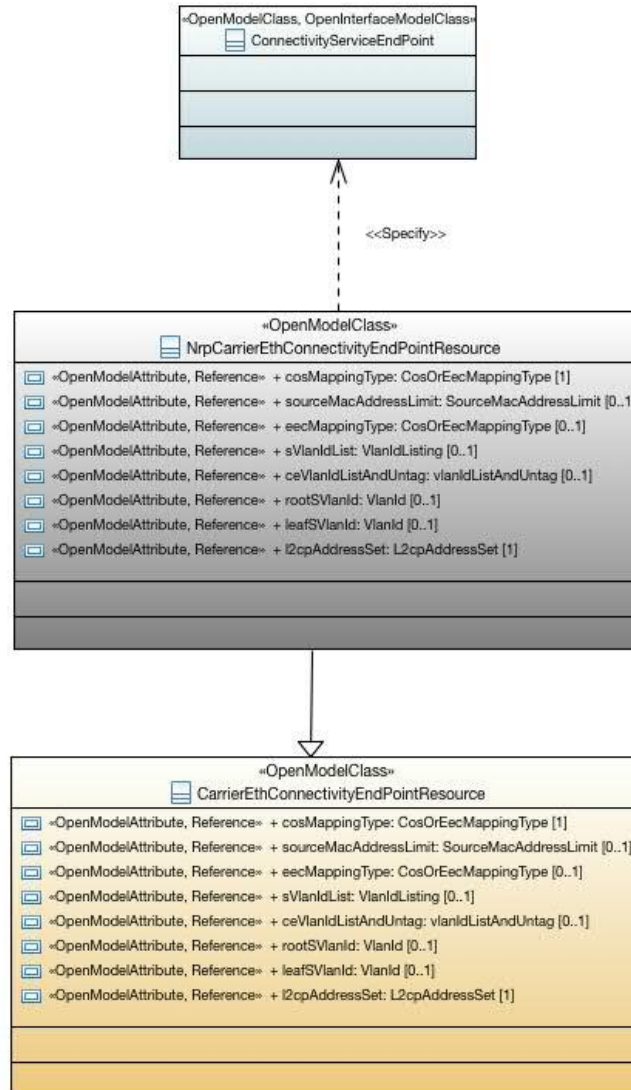 «OpenModelClass, OpenInterfaceModelClass»
ConnectivityServiceEndPoint
<<Specify>>
«OpenModelClass»
NrpCarrierEthConnectivityEndPointResource
«OpenModelAttribute, Reference» + cosMappingType: CosOrEecMappingType [1]
«OpenModelAttribute, Reference» + sourceMacAddressLimit: SourceMacAddressLimit [0..1
«OpenModelAttribute, Reference» + eecMappingType: CosOrEecMappingType [0..1]
«OpenModelAttribute, Reference» + sVlanIdList: VlanIdListing [0..1]
«OpenModelAttribute, Reference» + ceVlanIdListAndUntag: vlanIdListAndUntag [0..1]
«OpenModelAttribute, Reference» + rootSVlanId: VlanId [0..1]
«OpenModelAttribute, Reference» + leafSVlanId: VlanId [0..1]
«OpenModelAttribute, Reference» + l2cpAddressSet: L2cpAddressSet [1]
«OpenModelClass»
CarrierEthConnectivityEndPointResource
«OpenModelAttribute, Reference» + cosMappingType: CosOrEecMappingType [1]
«OpenModelAttribute, Reference» + sourceMacAddressLimit: SourceMacAddressLimit [0..1]
«OpenModelAttribute, Reference» + eecMappingType: CosOrEecMappingType [0..1]
«OpenModelAttribute, Reference» + sVlanIdList: VlanIdListing [0..1]
«OpenModelAttribute, Reference» + ceVlanIdListAndUntag: vlanIdListAndUntag [0..1]
«OpenModelAttribute, Reference» + rootSVlanId: VlanId [0..1]
«OpenModelAttribute, Reference» + leafSVlanId: VlanId [0..1]
«OpenModelAttribute, Reference» + l2cpAddressSet: L2cpAddressSet [1]